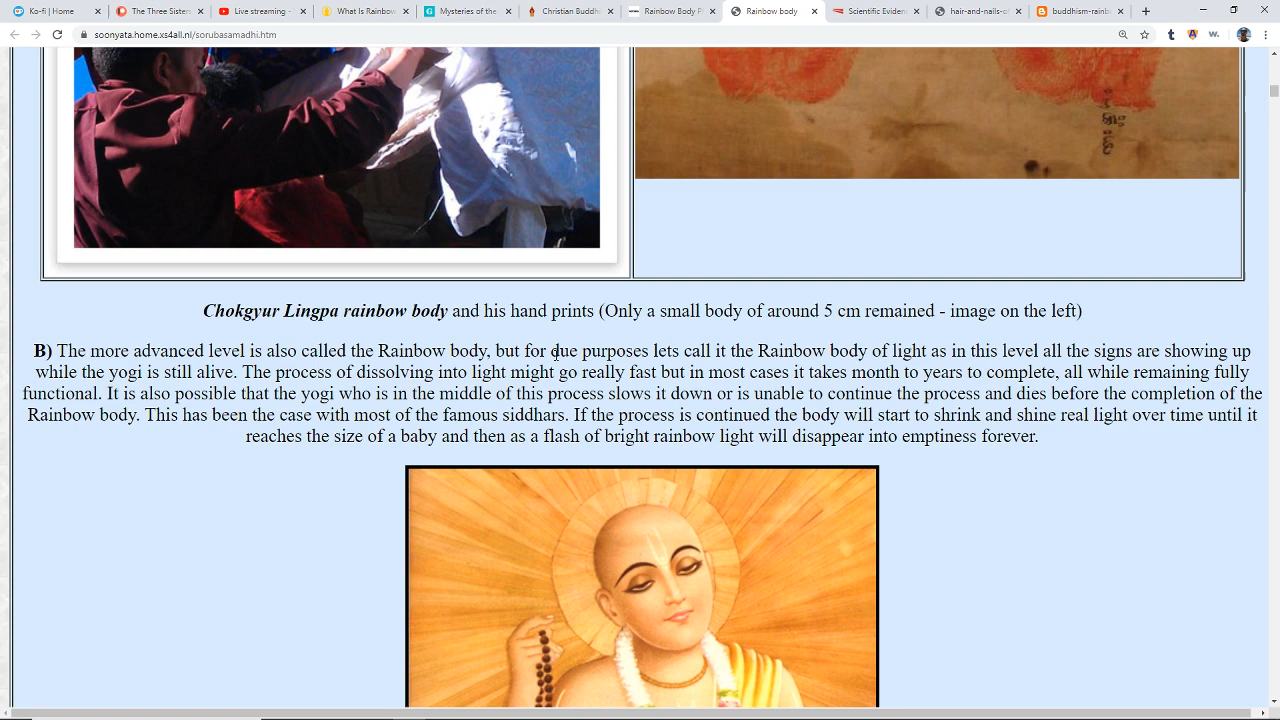 Ko-fi | Home
The Three Sisters
Live streaming -
What Is Rainbow
Mysteries of the
Christian Buddh
Rainbow Body P
Rainbow body
Scientific Eviden
hair-and-nails-o
buddhism-rainb
soonyata.home.xs4all.nl/sorubasamadhi.htm
Chokgyur Lingpa rainbow body and his hand prints (Only a small body of around 5 cm remained - image on the left)
B) The more advanced level is also called the Rainbow body, but for due purposes lets call it the Rainbow body of light as in this level all the signs are showing up
while the yogi is still alive. The process of dissolving into light might go really fast but in most cases it takes month to years to complete, all while remaining fully
functional. It is also possible that the yogi who is in the middle of this process slows it down or is unable to continue the process and dies before the completion of the
Rainbow body. This has been the case with most of the famous siddhars. If the process is continued the body will start to shrink and shine real light over time until it
reaches the size of a baby and then as a flash of bright rainbow light will disappear into emptiness forever.